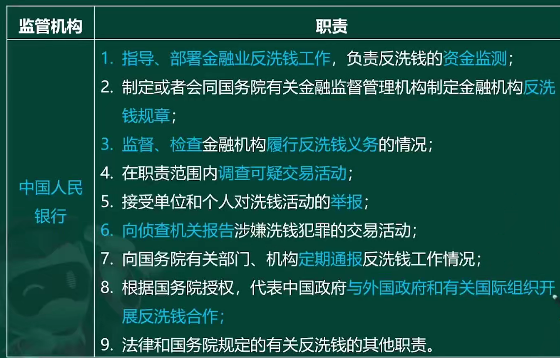 监管机构 职责
中国人民
银行
1. 指导、部署金融业反洗钱工作，负责反洗钱的资金监测；
2. 制定或者会同国务院有关金融监督管理机构制定金融机构反洗
钱规章；
3. 监督、检查金融机构履行反洗钱义务的情况；
4. 在职责范围内调查可疑交易活动；
5. 接受单位和个人对洗钱活动的举报；
6. 向侦查机关报告涉嫌洗钱犯罪的交易活动；
7. 向国务院有关部门、机构定期通报反洗钱工作情况；
8. 根据国务院授权，代表中国政府与外国政府和有关国际组织开
展反洗钱合作；
9. 法律和国务院规定的有关反洗钱的其他职责。